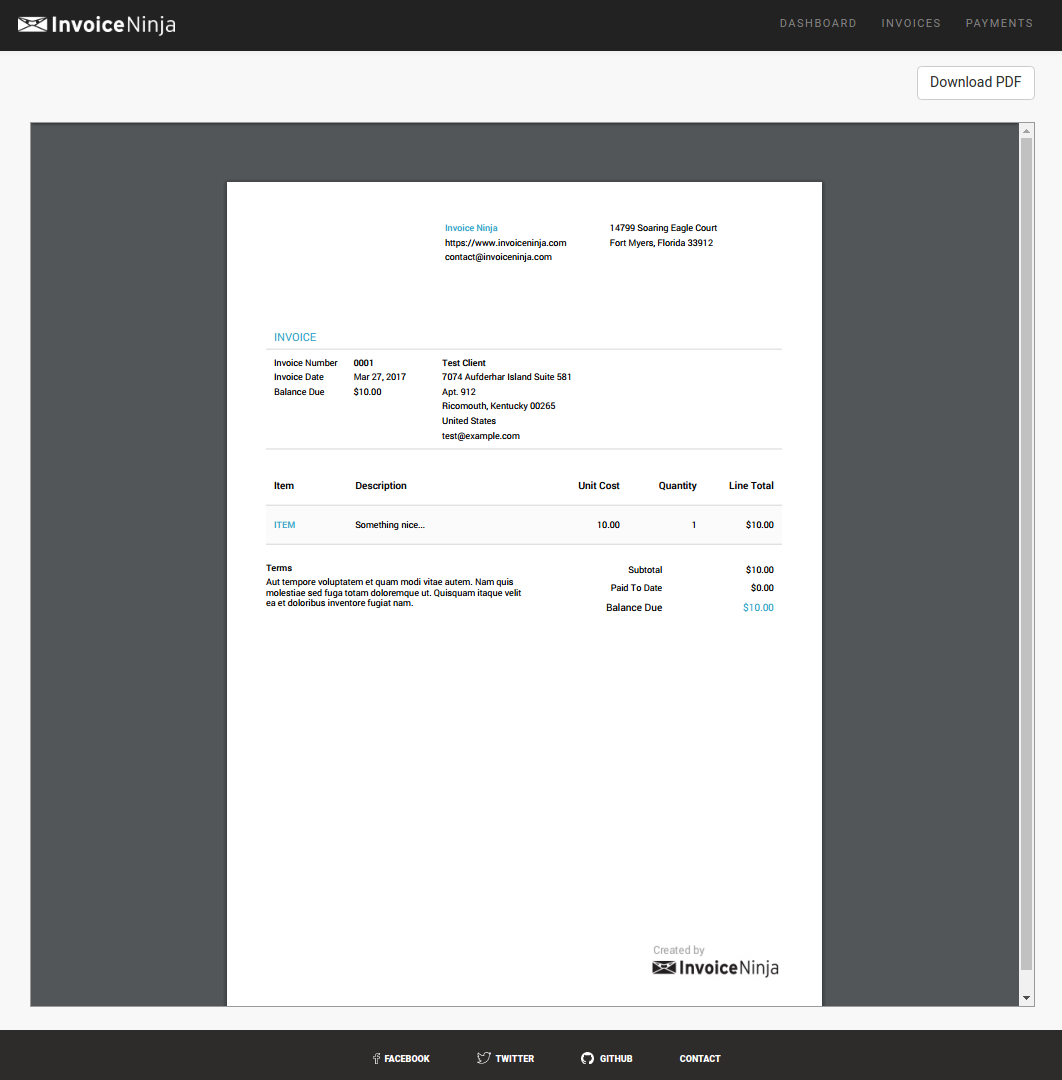 InvoiceNinja
DASHBOARD INVOICES PAYMENTS
Download PDF
Invoice Ninja
https://www.invoiceninja.com
contact@invoiceninja.com
14799 Soaring Eagle Court
Fort Myers, Florida 33912
INVOICE
Invoice Number 0001
Invoice Date Mar 27, 2017
Balance Due $10.00
Test Client
7074 Aufderhar Island Suite 581
Apt. 912
Ricomouth, Kentucky 00265
United States
test@example.com
Item Description Unit Cost Quantity Line Total
ITEM Something nice... 10.00 1 $10.00
Terms
Aut tempore voluptatem et quam modi vitae autem. Nam quis
molestiae sed fuga totam doloremque ut. Quisquam itaque velit
ea et doloribus inventore fugiat nam.
Subtotal $10.00
Paid To Date $0.00
Balance Due $10.00
Created by
InvoiceNinja
FACEBOOK TWITTER GITHUB CONTACT